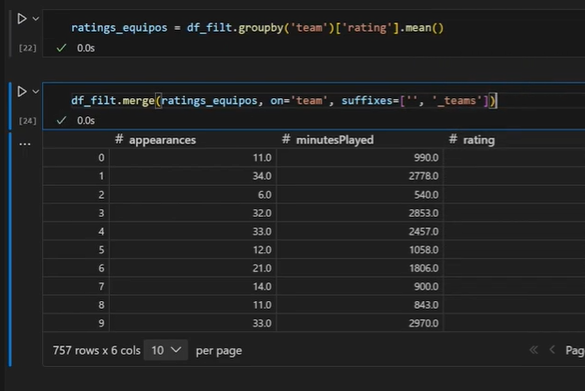 ratings_equipos = df_filt.groupby('team')['rating'].mean()
[22] 0.0s
df_filt.merge(ratings_equipos, on='team', suffixes=['', '_teams'])
[24] 0.0s
... # appearances # minutesPlayed # rating
0 11.0 990.0
1 34.0 2778.0
2 6.0 540.0
3 32.0 2853.0
4 33.0 2457.0
5 12.0 1058.0
6 21.0 1806.0
7 14.0 900.0
8 11.0 843.0
9 33.0 2970.0
757 rows x 6 cols 10 per page « < Pag